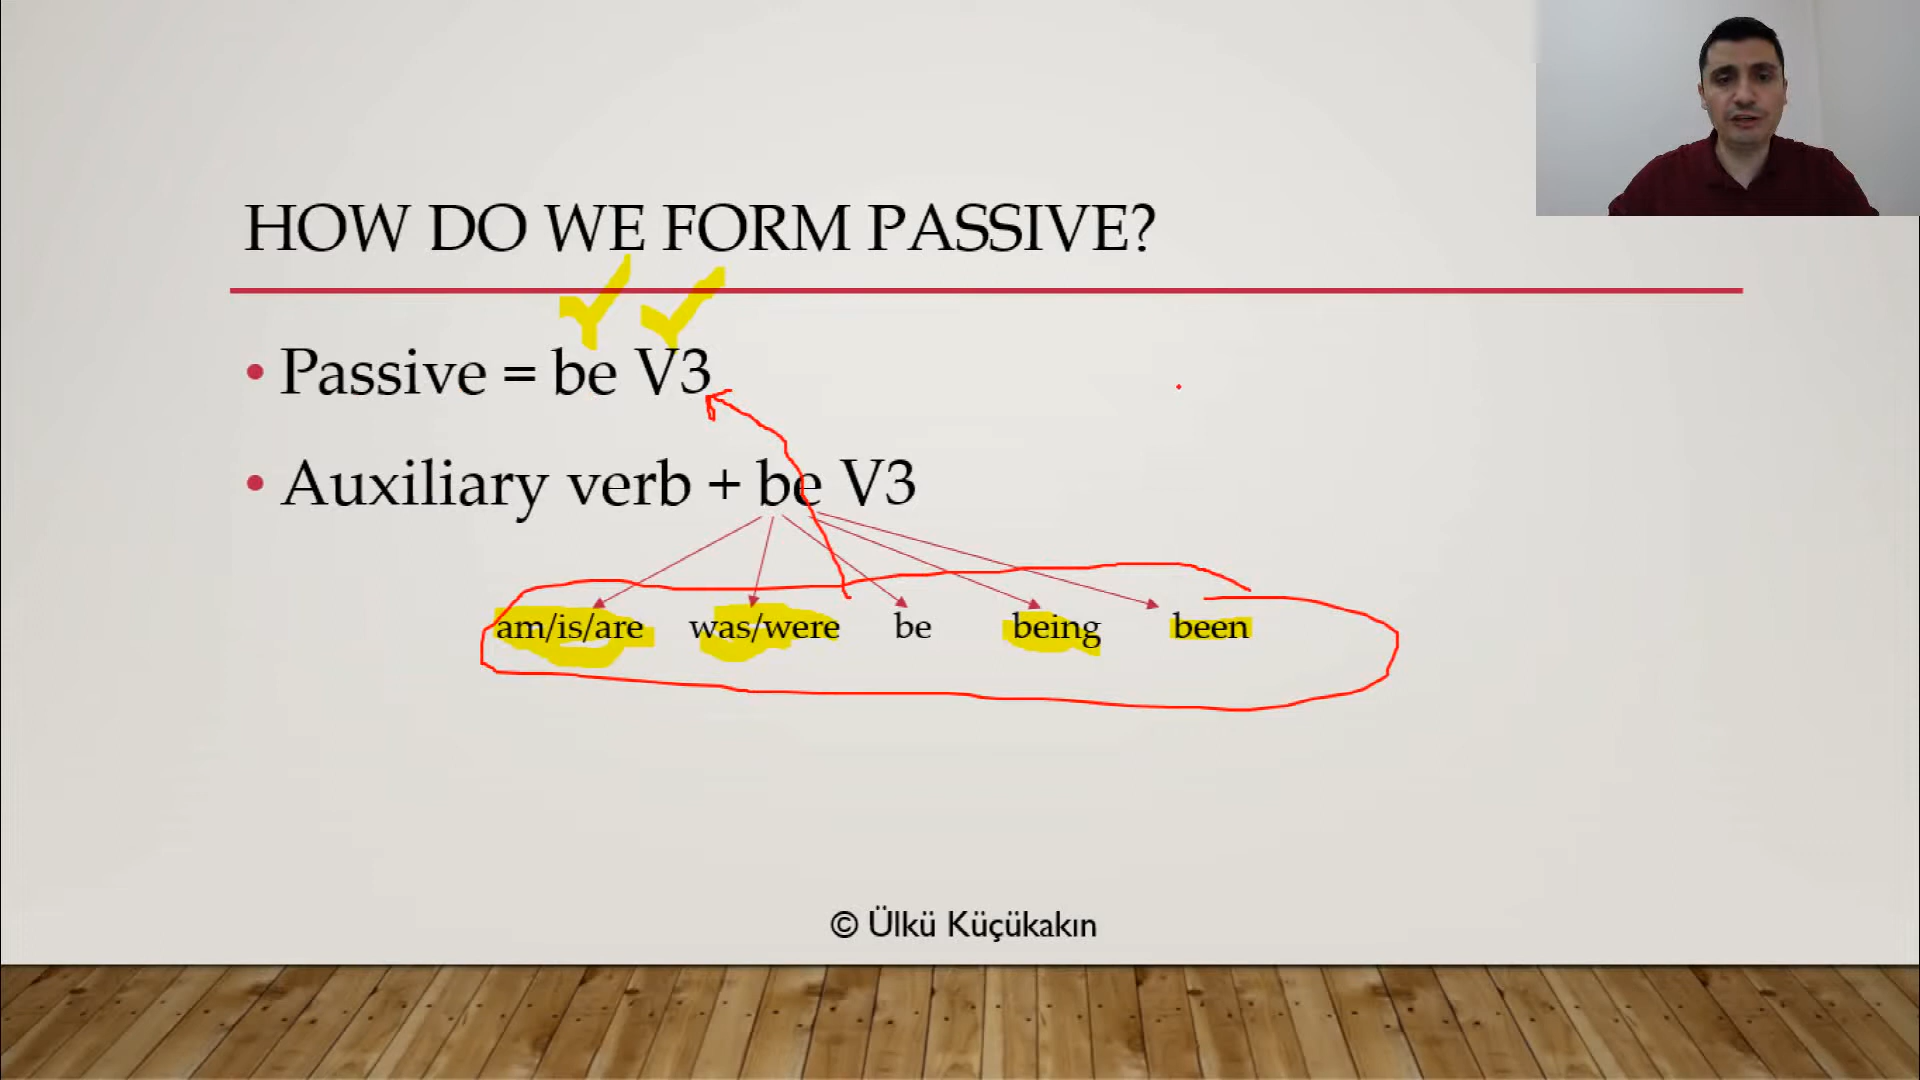 HOW DO WE FORM PASSIVE?
• Passive = be V3
• Auxiliary verb + be V3
am/is/are was/were be being been
© Ülkü Küçükakın